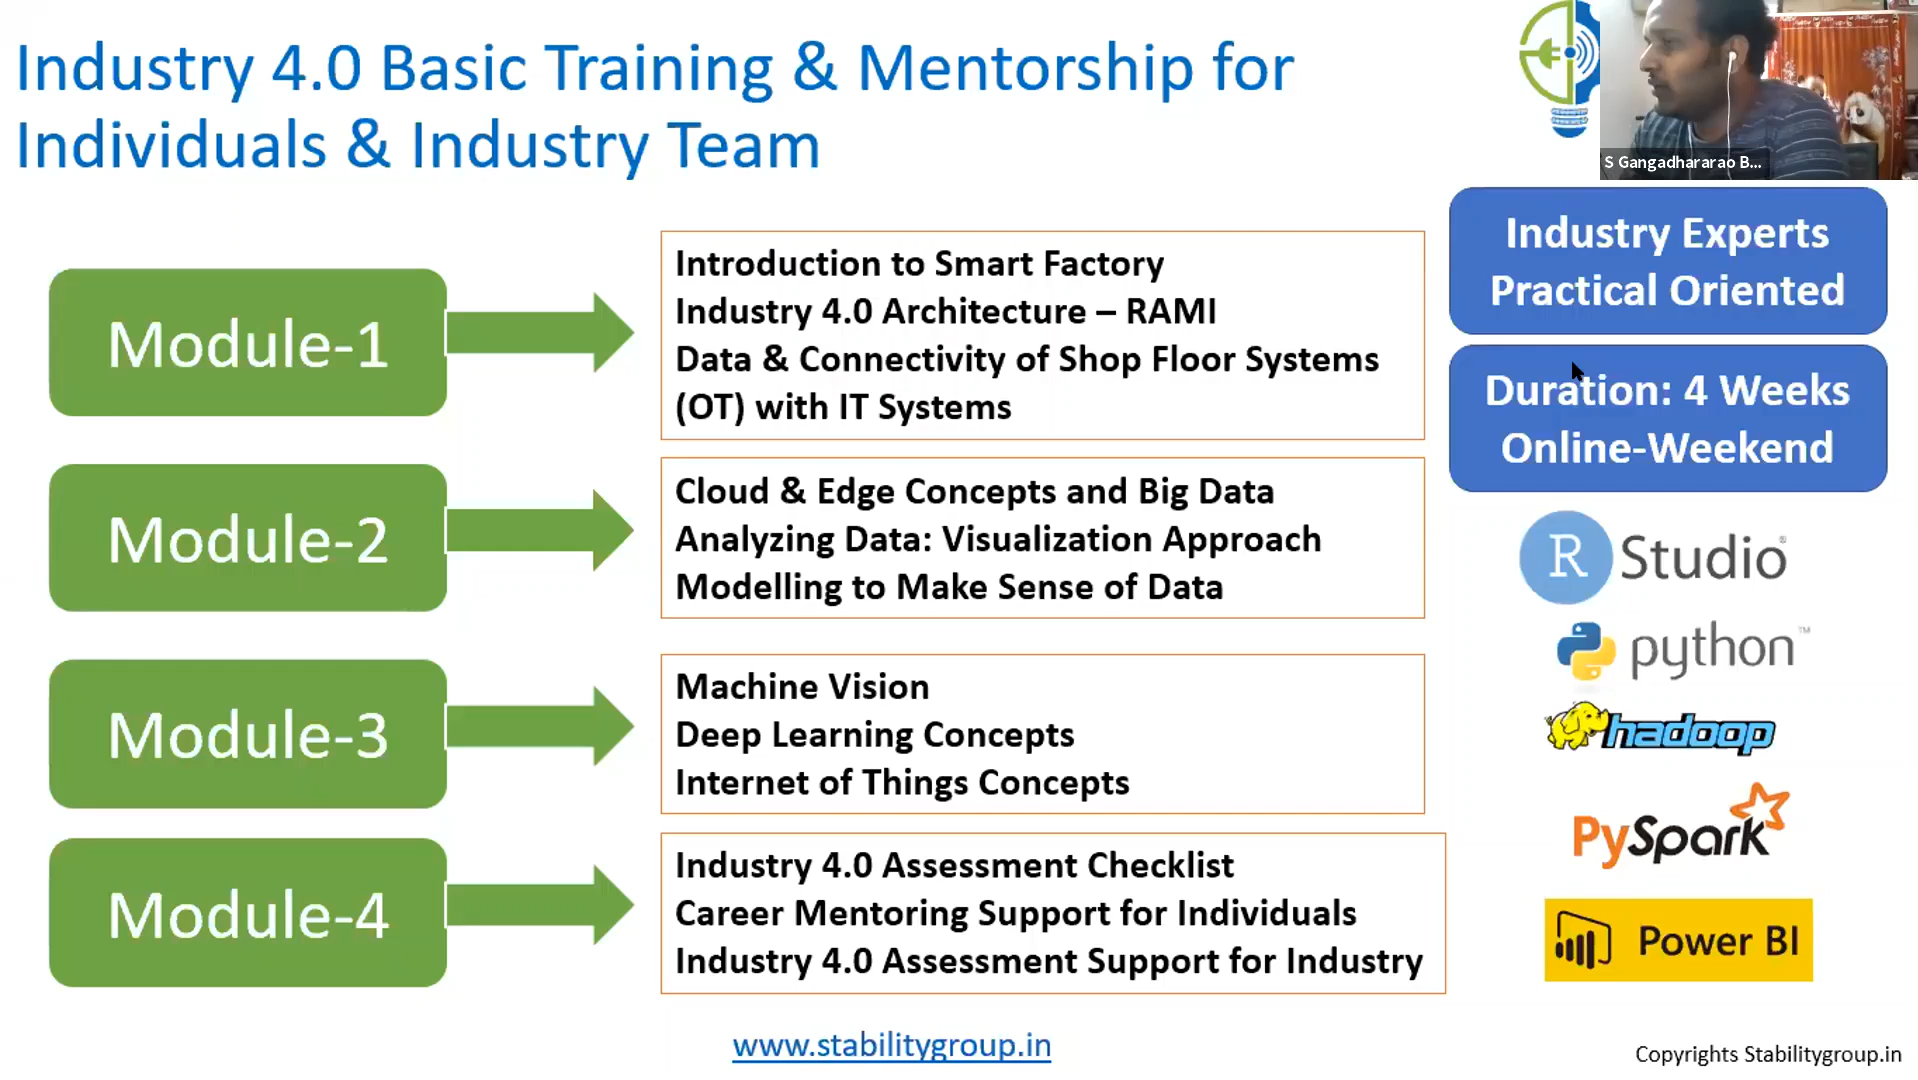 Industry 4.0 Basic Training & Mentorship for
Individuals & Industry Team
S Gangadhararao B...
Industry Experts
Practical Oriented
Duration: 4 Weeks
Online-Weekend
Module-1
Introduction to Smart Factory
Industry 4.0 Architecture – RAMI
Data & Connectivity of Shop Floor Systems
(OT) with IT Systems
Module-2
Cloud & Edge Concepts and Big Data
Analyzing Data: Visualization Approach
Modelling to Make Sense of Data
Module-3
Machine Vision
Deep Learning Concepts
Internet of Things Concepts
Module-4
Industry 4.0 Assessment Checklist
Career Mentoring Support for Individuals
Industry 4.0 Assessment Support for Industry
R Studio®
python™
hadoop
PySpark
Power BI
www.stabilitygroup.in
Copyrights Stabilitygroup.in